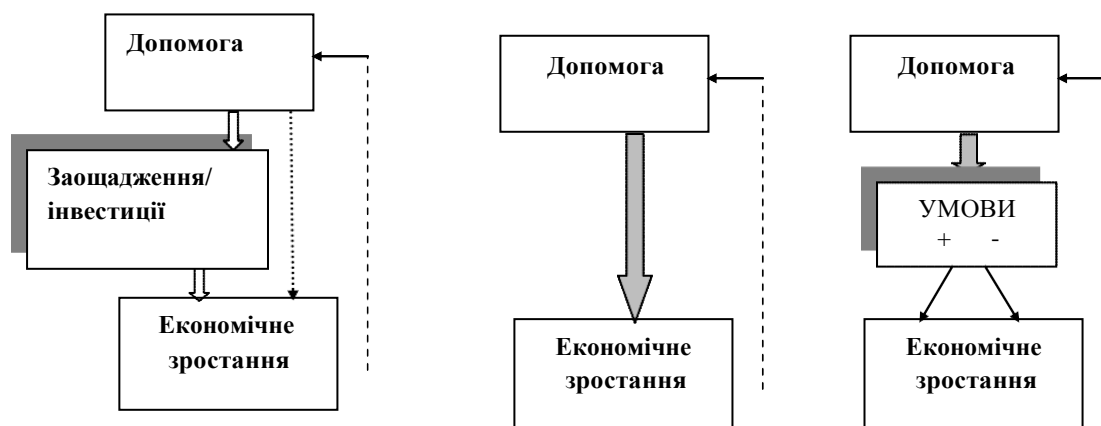 Допомога
Заощадження/
інвестиції
Економічне
зростання
Допомога
Економічне
зростання
Допомога
УМОВИ
+ -
Економічне
зростання